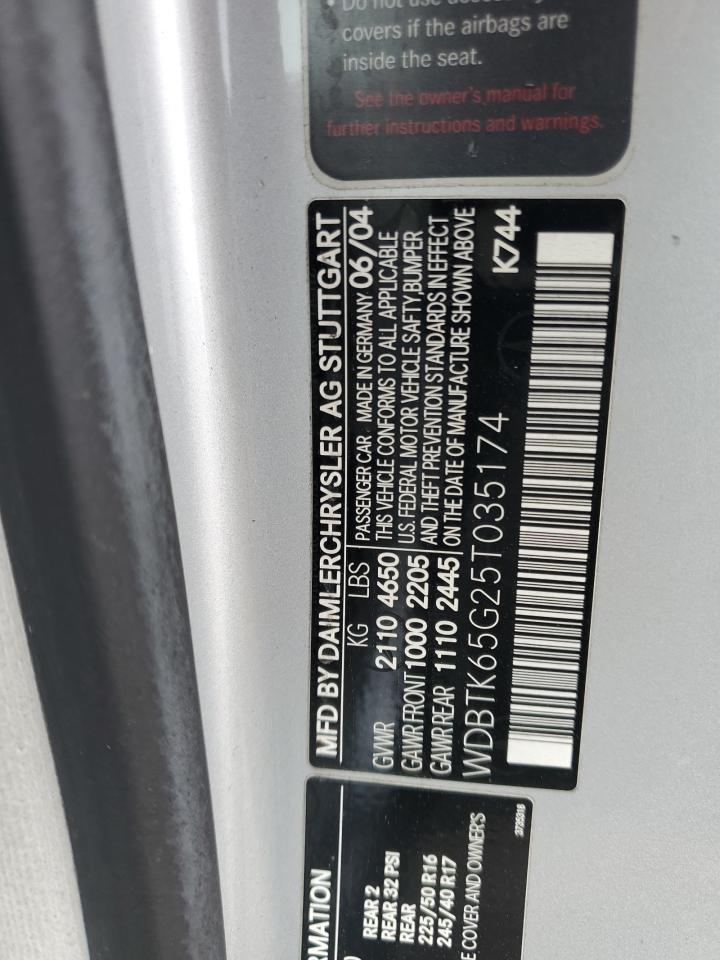 covers if the airbags are
inside the seat.
See the owner's manual for
further instructions and warnings.
MFD BY DAIMLERCHRYSLER AG STUTTGART
KG LBS PASSENGER CAR MADE IN GERMANY 06/04
GVWR 2110 4650 THIS VEHICLE CONFORMS TO ALL APPLICABLE
GAWR FRONT 1000 2205 U.S. FEDERAL MOTOR VEHICLE SAFTY,BUMPER
GAWR REAR 1110 2445 AND THEFT PREVENTION STANDARDS IN EFFECT
ON THE DATE OF MANUFACTURE SHOWN ABOVE
WDBTK65G25T035174 K744
REAR 2
REAR 32 PSI
REAR
225/50 R16
245/40 R17
COVER AND OWNER'S